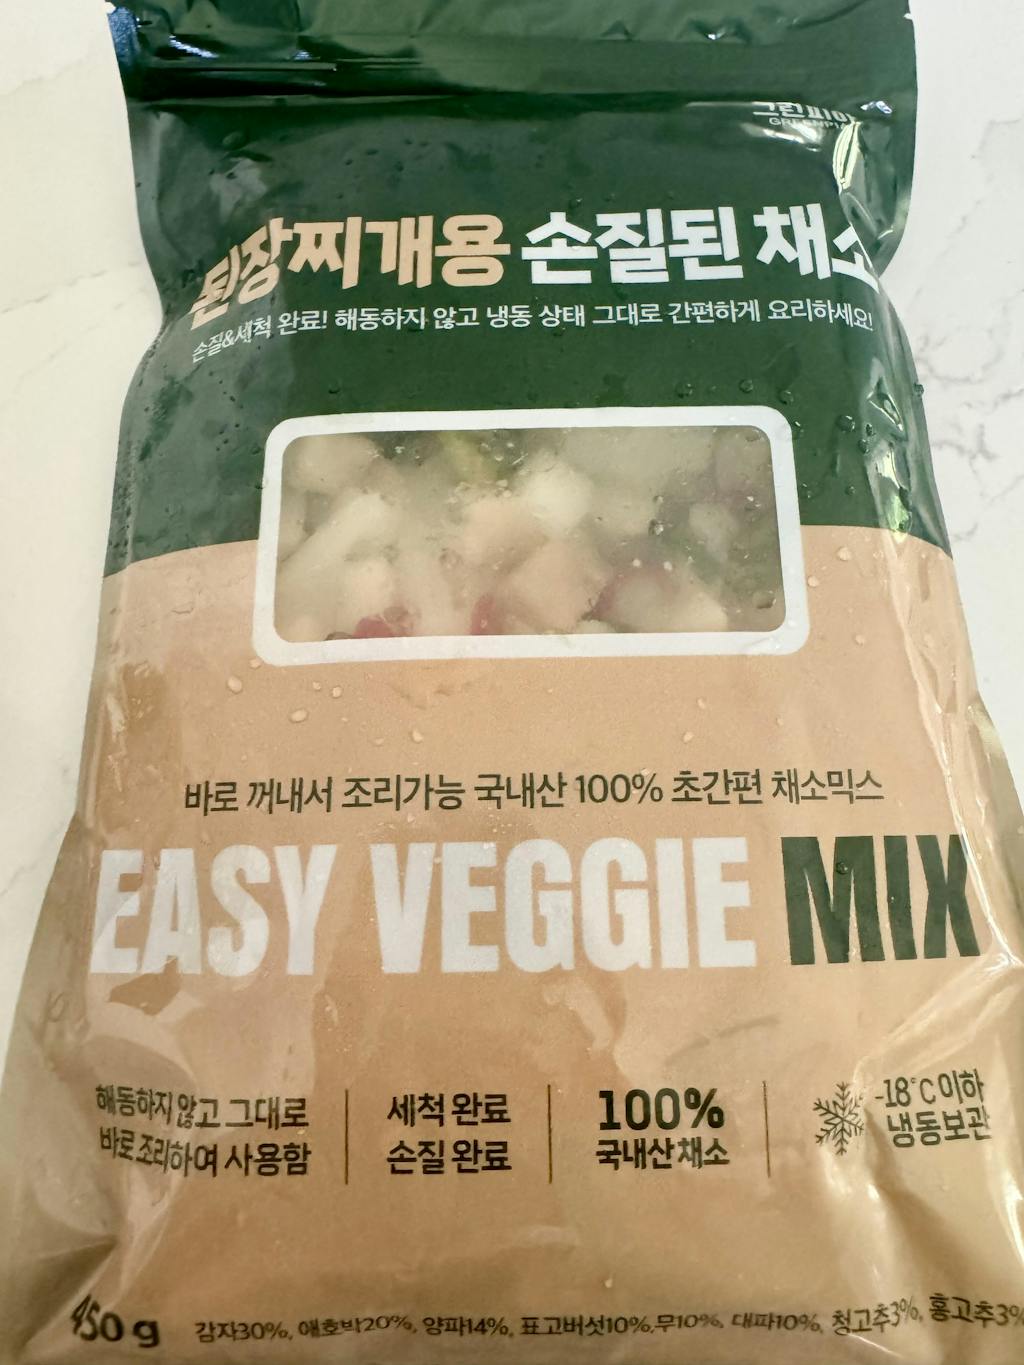 그린피아
GREENPIA
된장찌개용 손질된 채소
손질&세척 완료! 해동하지 않고 냉동 상태 그대로 간편하게 요리하세요!
바로 꺼내서 조리가능 국내산 100% 초간편 채소믹스
EASY VEGGIE MIX
해동하지 않고 그대로
바로 조리하여 사용함
세척 완료
손질 완료
100%
국내산 채소
-18℃ 이하
냉동보관
450g
감자30%, 애호박20%, 양파14%, 표고버섯10%, 무10%, 대파10%, 청고추3%, 홍고추3%